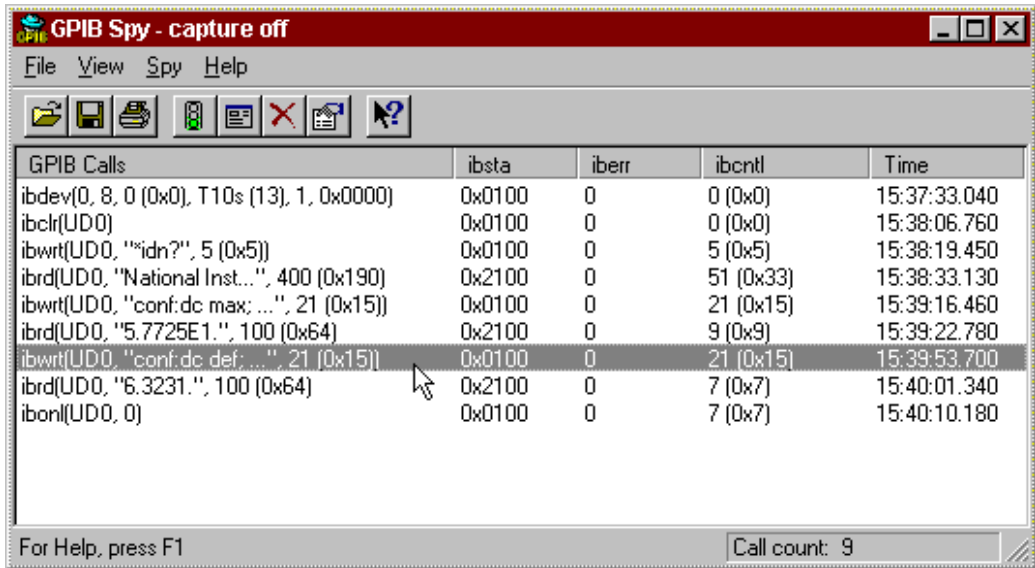 GPIB Spy - capture off
File View Spy Help
GPIB Calls ibsta iberr ibcntl Time
ibdev(0, 8, 0 (0x0), T10s (13), 1, 0x0000) 0x0100 0 0 (0x0) 15:37:33.040
ibclr(UD0) 0x0100 0 0 (0x0) 15:38:06.760
ibwrt(UD0, "*idn?", 5 (0x5)) 0x0100 0 5 (0x5) 15:38:19.450
ibrd(UD0, "National Inst...", 400 (0x190) 0x2100 0 51 (0x33) 15:38:33.130
ibwrt(UD0, "conf:dc max; ...", 21 (0x15)) 0x0100 0 21 (0x15) 15:39:16.460
ibrd(UD0, "5.7725E1.", 100 (0x64) 0x2100 0 9 (0x9) 15:39:22.780
ibwrt(UD0, "conf:dc def; ...", 21 (0x15)) 0x0100 0 21 (0x15) 15:39:53.700
ibrd(UD0, "6.3231.", 100 (0x64) 0x2100 0 7 (0x7) 15:40:01.340
ibonl(UD0, 0) 0x0100 0 7 (0x7) 15:40:10.180
For Help, press F1 Call count: 9